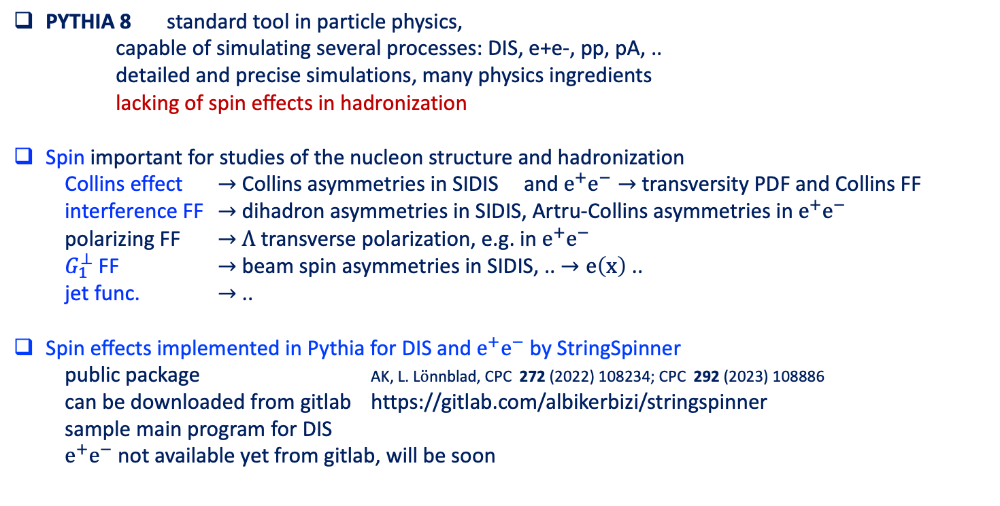 ❑ PYTHIA 8 standard tool in particle physics,
capable of simulating several processes: DIS, e+e-, pp, pA, ..
detailed and precise simulations, many physics ingredients
lacking of spin effects in hadronization
❑ Spin important for studies of the nucleon structure and hadronization
Collins effect → Collins asymmetries in SIDIS and e⁺e⁻ → transversity PDF and Collins FF
interference FF → dihadron asymmetries in SIDIS, Artru-Collins asymmetries in e⁺e⁻
polarizing FF → Λ transverse polarization, e.g. in e⁺e⁻
G₁^⊥ FF → beam spin asymmetries in SIDIS, .. → e(x) ..
jet func. → ..
❑ Spin effects implemented in Pythia for DIS and e⁺e⁻ by StringSpinner
public package AK, L. Lönnblad, CPC 272 (2022) 108234; CPC 292 (2023) 108886
can be downloaded from gitlab https://gitlab.com/albikerbizi/stringspinner
sample main program for DIS
e⁺e⁻ not available yet from gitlab, will be soon